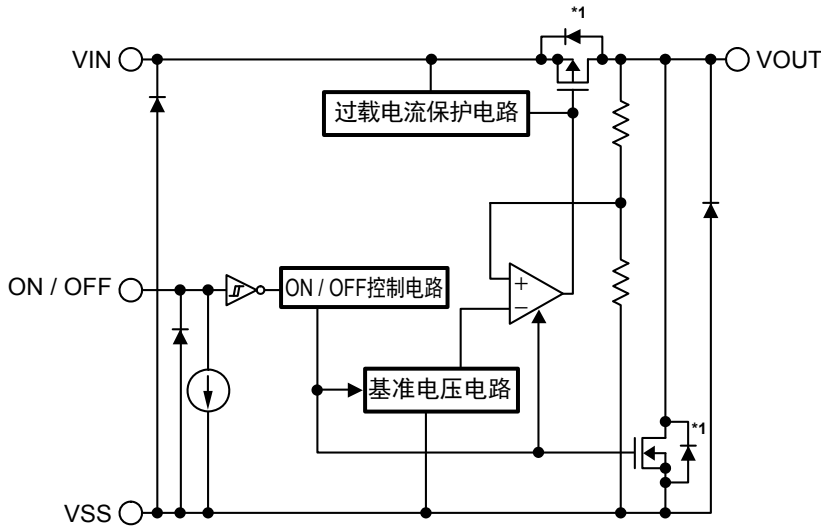 *1
VIN
VOUT
过载电流保护电路
ON / OFF
ON / OFF控制电路
+
−
基准电压电路
*1
VSS